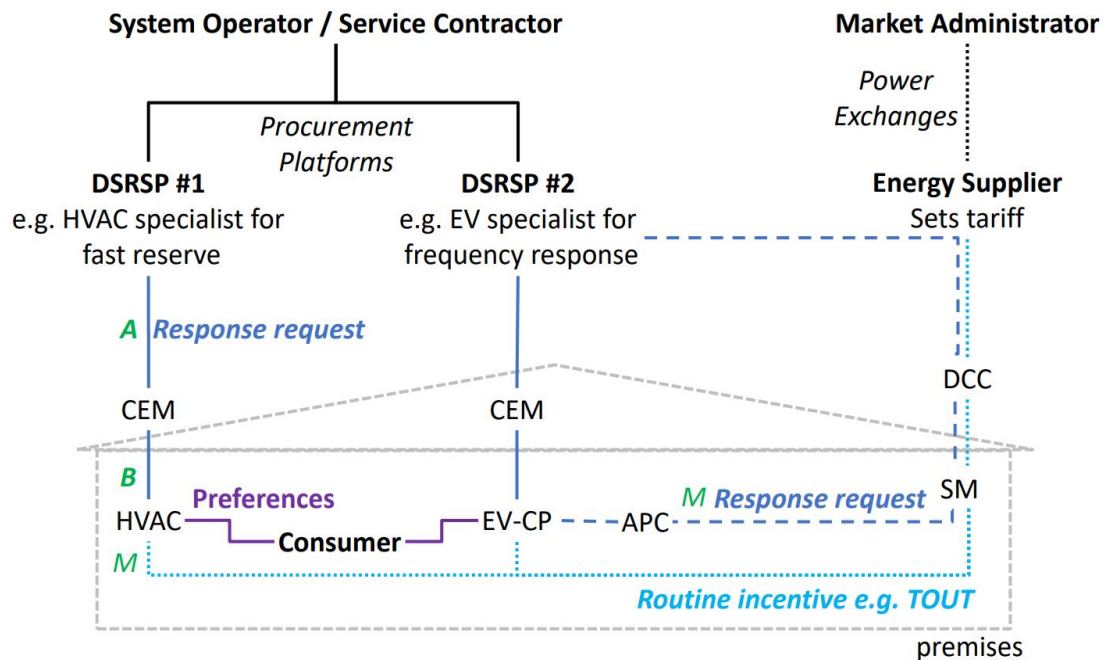 System Operator / Service Contractor
Market Administrator
Power
Exchanges
Procurement
Platforms
DSRSP #1
e.g. HVAC specialist for
fast reserve
DSRSP #2
e.g. EV specialist for
frequency response
Energy Supplier
Sets tariff
A Response request
CEM
CEM
DCC
B
Preferences
M Response request
SM
HVAC
Consumer
EV-CP
APC
M
Routine incentive e.g. TOUT
premises